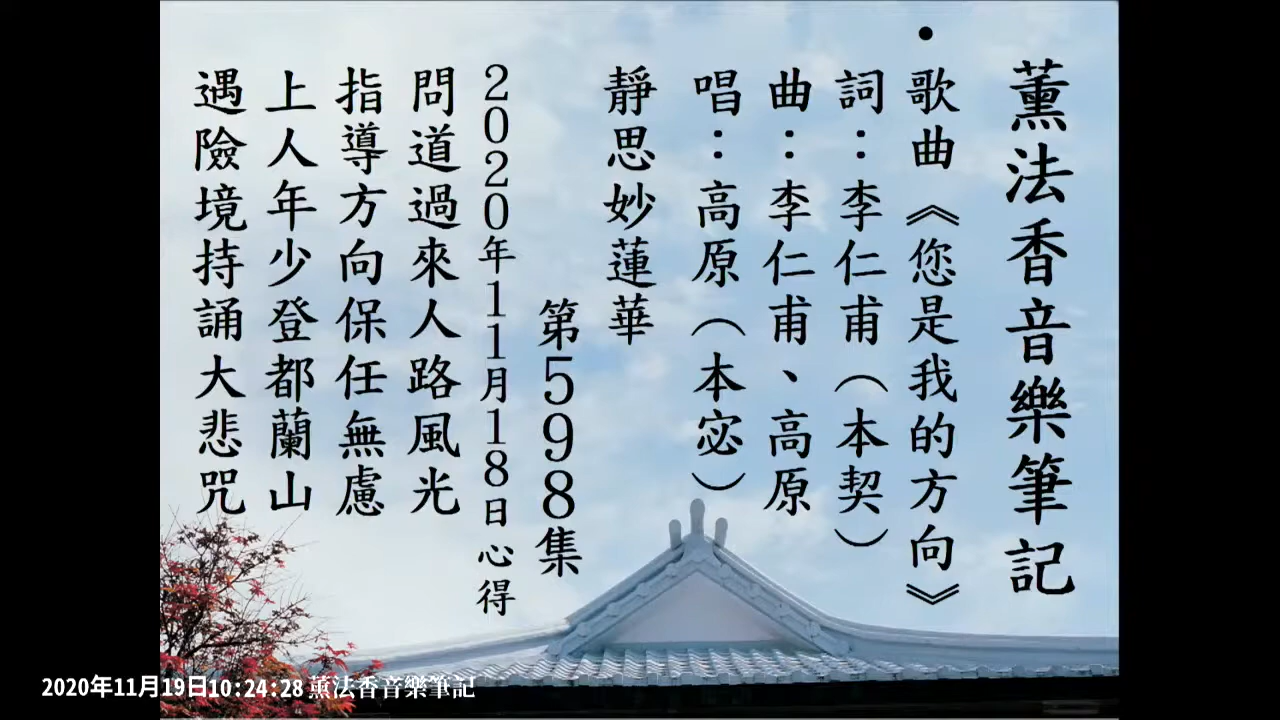 薰法香音樂筆記
•歌曲《您是我的方向》
詞：李仁甫（本契）
曲：李仁甫、高原
唱：高原（本宓）
靜思妙蓮華
第598集
2020年11月18日心得
問道過來人路風光
指導方向保任無慮
上人年少登都蘭山
遇險境持誦大悲咒
2020年11月19日10:24:28 薰法香音樂筆記